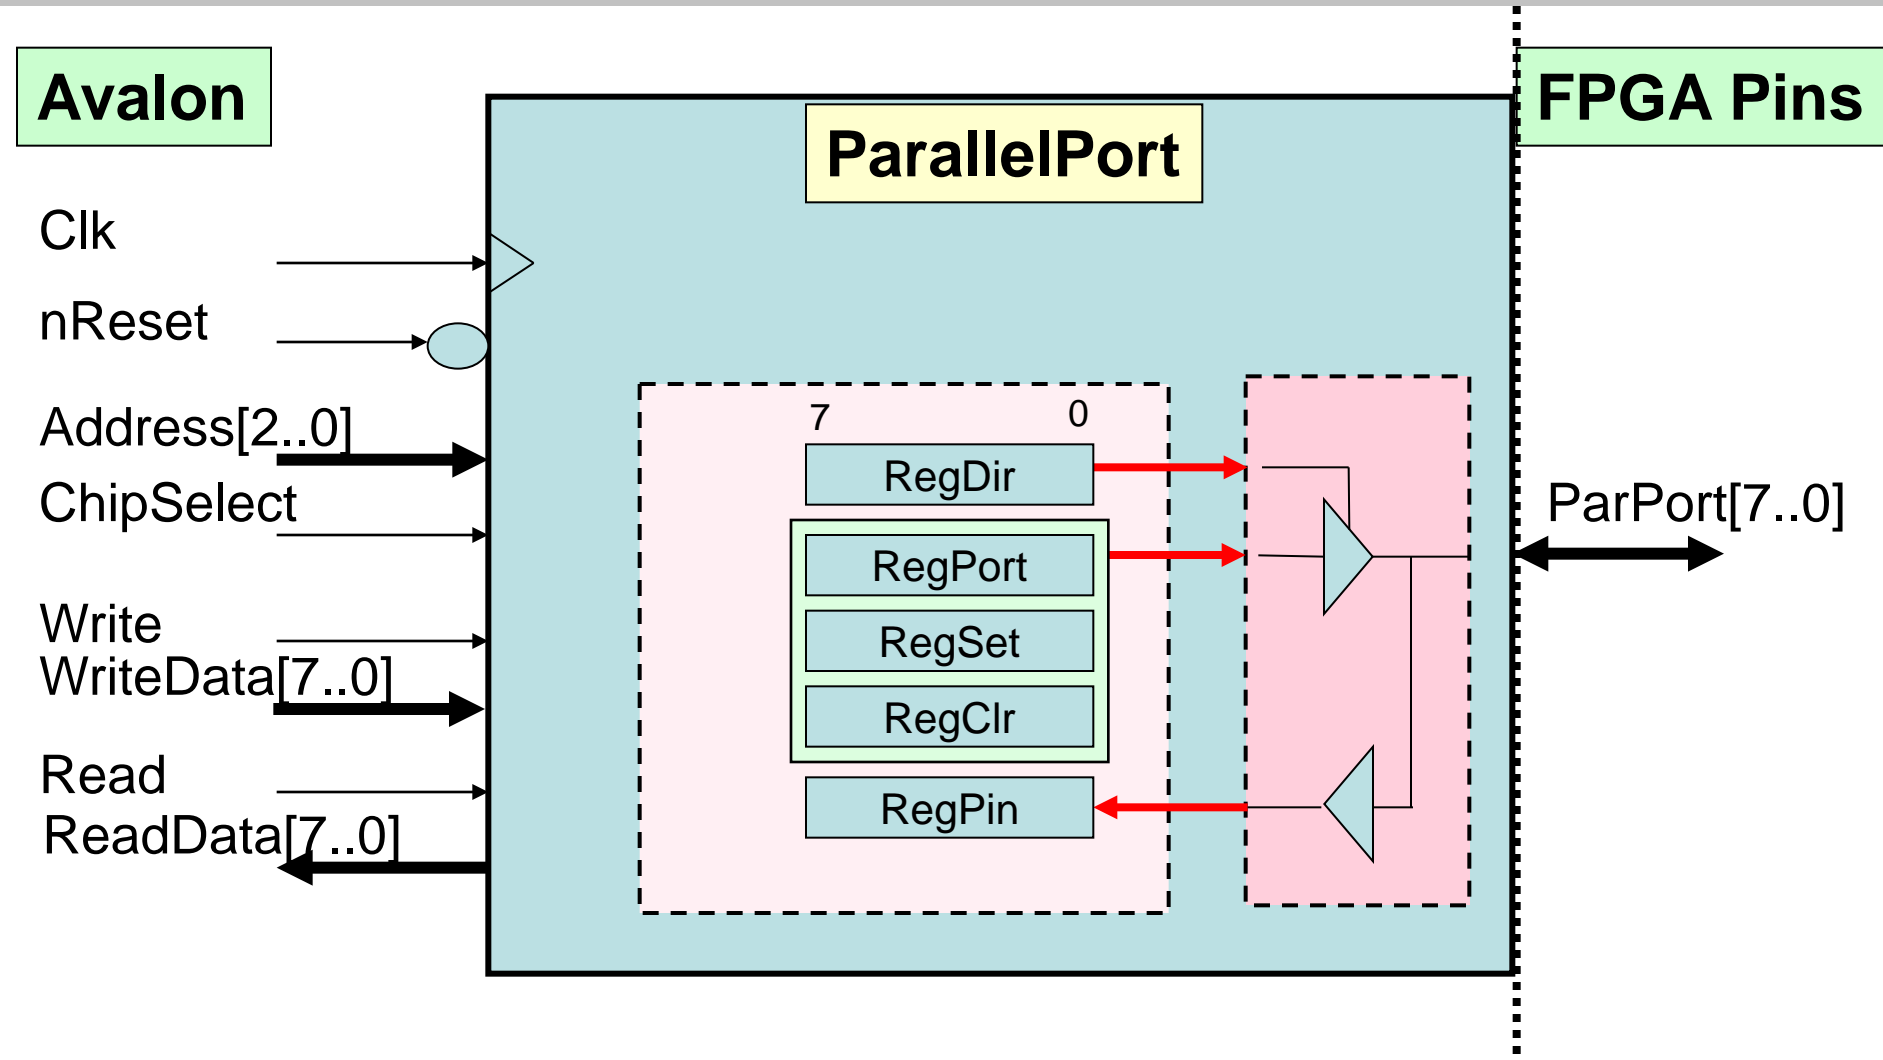 Avalon
FPGA Pins
ParallelPort
Clk
nReset
Address[2..0]
ChipSelect
Write
WriteData[7..0]
Read
ReadData[7..0]
7 0
RegDir
RegPort
RegSet
RegClr
RegPin
ParPort[7..0]